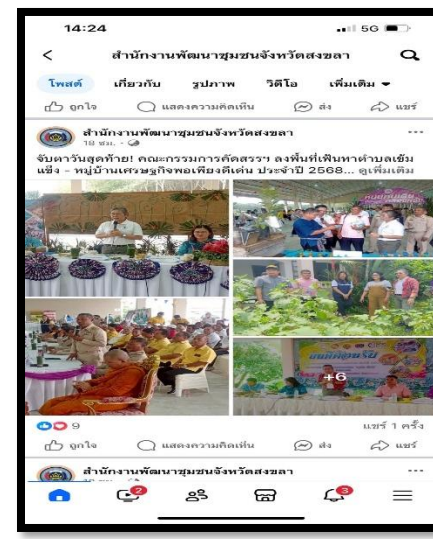 14:24
5G
สำนักงานพัฒนาชุมชนจังหวัดสงขลา
โพสต์ เกี่ยวกับ รูปภาพ วิดีโอ เพิ่มเติม
ถูกใจ แสดงความคิดเห็น ส่ง แชร์
สำนักงานพัฒนาชุมชนจังหวัดสงขลา
18 ชม.
จับตาวันสุดท้าย! คณะกรรมการคัดสรรฯ ลงพื้นที่เฟ้นหาตำบลเข้ม
แข็ง - หมู่บ้านเศรษฐกิจพอเพียงดีเด่น ประจำปี 2568... ดูเพิ่มเติม
+6
9
แชร์ 1 ครั้ง
ถูกใจ แสดงความคิดเห็น ส่ง แชร์
สำนักงานพัฒนาชุมชนจังหวัดสงขลา
2
3